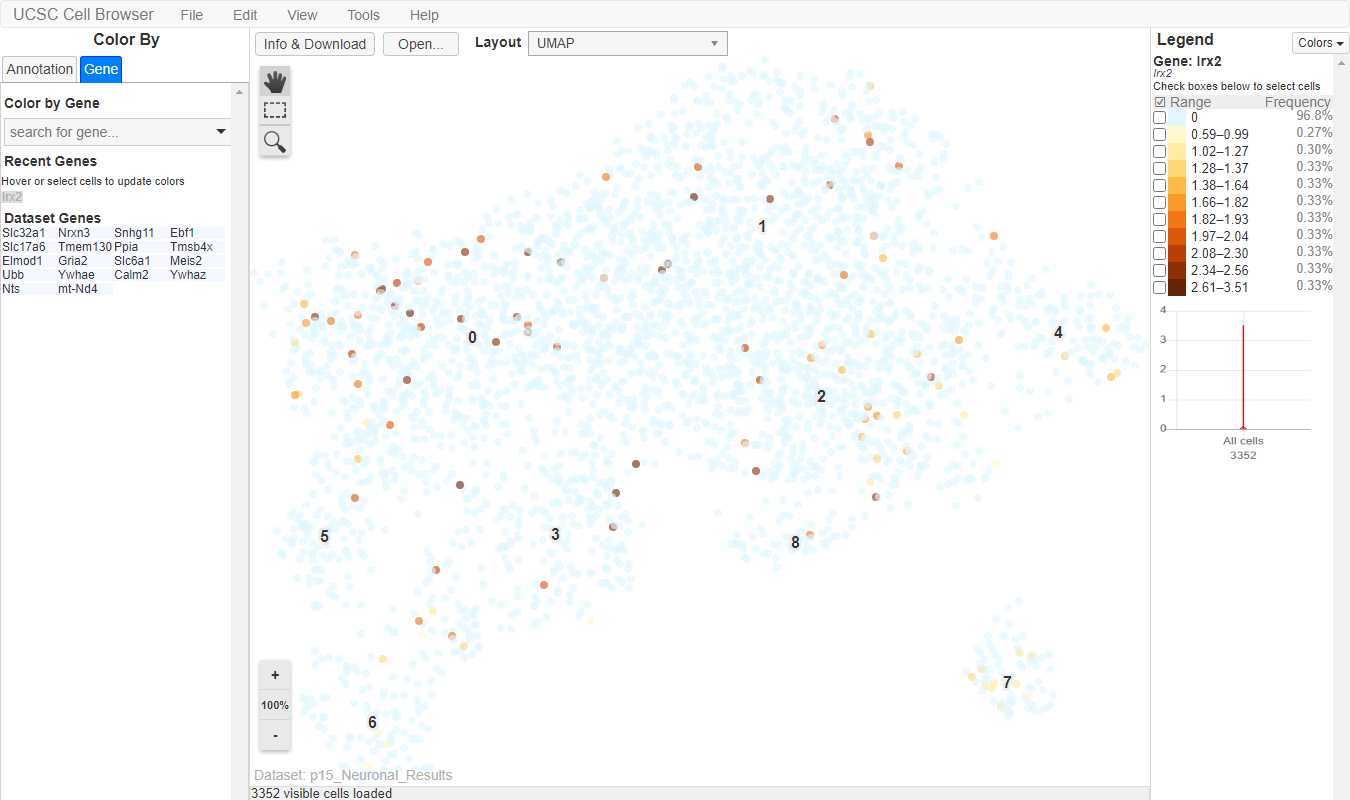 UCSC Cell Browser File Edit View Tools Help
Color By
Annotation Gene
Color by Gene
search for gene...
Recent Genes
Hover or select cells to update colors
Irx2
Dataset Genes
Slc32a1 Nrxn3 Snhg11 Ebf1
Slc17a6 Tmem130 Ppia Tmsb4x
Elmod1 Gria2 Slc6a1 Meis2
Ubb Ywhae Calm2 Ywhaz
Nts mt-Nd4
Info & Download Open... Layout UMAP
1
0
4
2
5
3
8
7
6
+
100%
-
Dataset: p15_Neuronal_Results
3352 visible cells loaded
Legend Colors
Gene: Irx2
Irx2
Check boxes below to select cells
Range Frequency
0 96.8%
0.59–0.99 0.27%
1.02–1.27 0.30%
1.28–1.37 0.33%
1.38–1.64 0.33%
1.66–1.82 0.33%
1.82–1.93 0.33%
1.97–2.04 0.33%
2.08–2.30 0.33%
2.34–2.56 0.33%
2.61–3.51 0.33%
4
3
2
1
0
All cells
3352